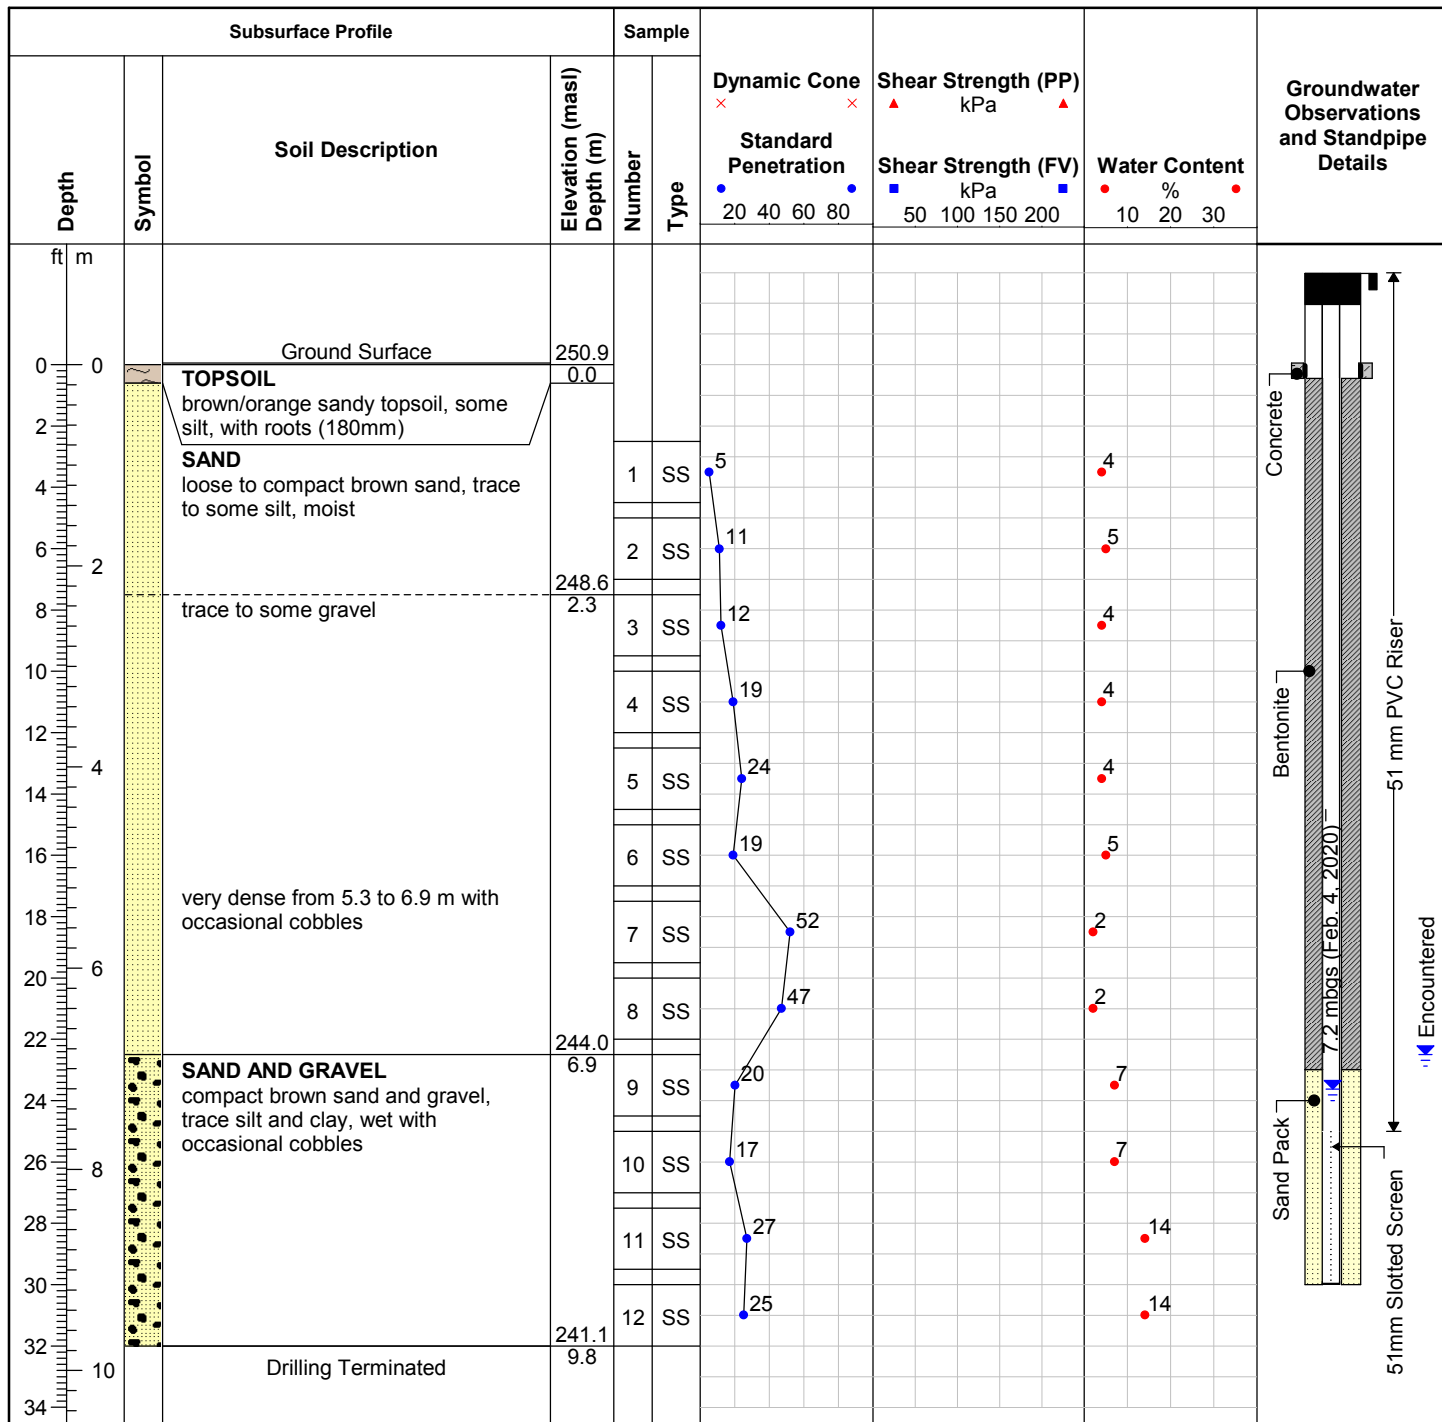 Subsurface Profile
Sample
Depth
Symbol
Soil Description
Elevation (masl)
Depth (m)
Number
Type
Dynamic Cone
Standard
Penetration
20 40 60 80
Shear Strength (PP)
kPa
Shear Strength (FV)
kPa
50 100 150 200
Water Content
%
10 20 30
Groundwater
Observations
and Standpipe
Details
ft m
Ground Surface
250.9
0 0
0.0
TOPSOIL
brown/orange sandy topsoil, some
silt, with roots (180mm)
2
SAND
loose to compact brown sand, trace
to some silt, moist
1 SS 5 4
4
2 SS 11 5
6
2
248.6
2.3
trace to some gravel
8
3 SS 12 4
10
4 SS 19 4
12
4
5 SS 24 4
14
6 SS 19 5
16
very dense from 5.3 to 6.9 m with
occasional cobbles
18
7 SS 52 2
20
6
8 SS 47 2
22
244.0
6.9
SAND AND GRAVEL
compact brown sand and gravel,
trace silt and clay, wet with
occasional cobbles
9 SS 20 7
24
10 SS 17 7
26
8
28
11 SS 27 14
30
12 SS 25 14
241.1
32
9.8
Drilling Terminated
10
34
Concrete
Bentonite
Sand Pack
7.2 mbgs (Feb. 4, 2020)
51 mm PVC Riser
51mm Slotted Screen
Encountered